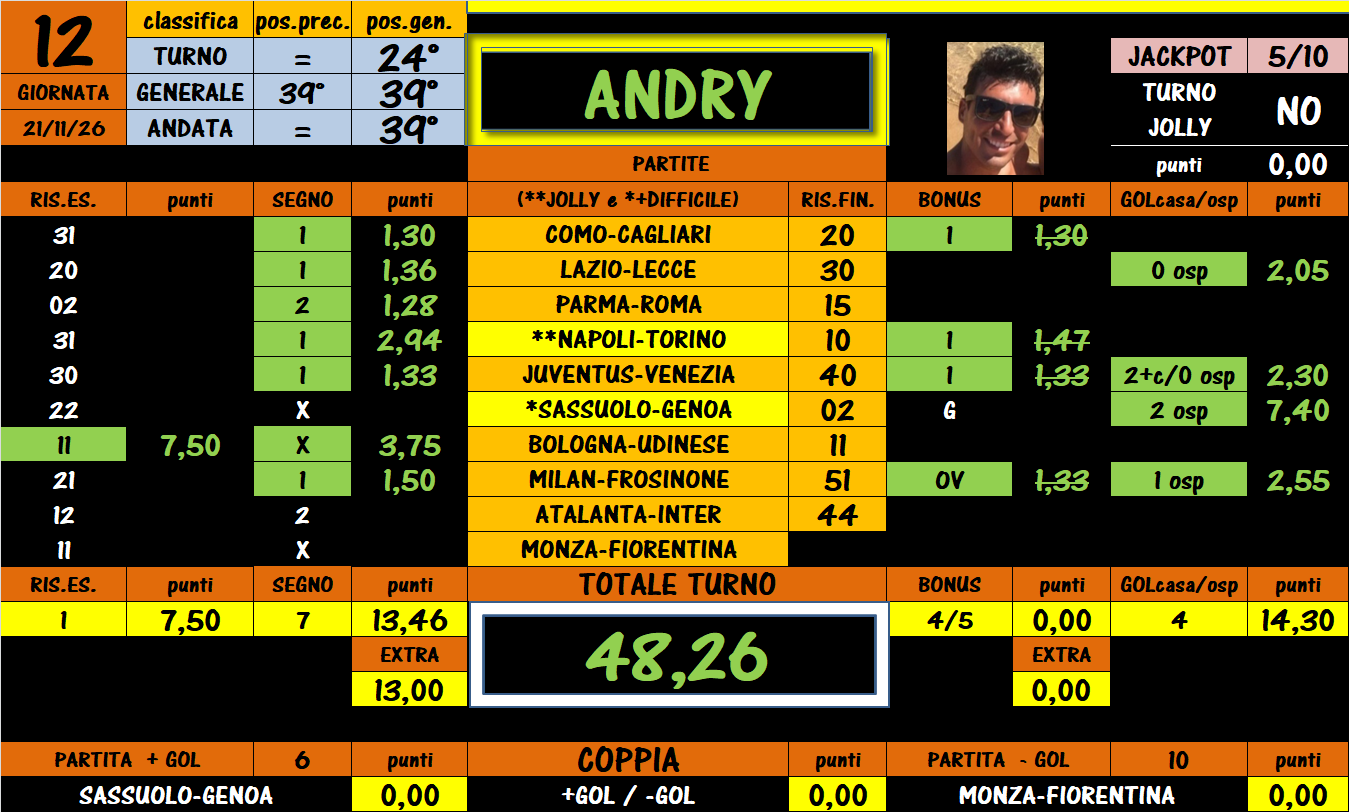 12 classifica pos.prec. pos.gen.
TURNO = 24°
GIORNATA GENERALE 39° 39°
21/11/26 ANDATA = 39°
ANDRY
JACKPOT 5/10
TURNO JOLLY NO
punti 0,00
PARTITE
RIS.ES. punti SEGNO punti (**JOLLY e *+DIFFICILE) RIS.FIN. BONUS punti GOLcasa/osp punti
31 1 1,30 COMO-CAGLIARI 20 1 1,30
20 1 1,36 LAZIO-LECCE 30 0 osp 2,05
02 2 1,28 PARMA-ROMA 15
31 1 2,94 **NAPOLI-TORINO 10 1 1,47
30 1 1,33 JUVENTUS-VENEZIA 40 1 1,33 2+c/0 osp 2,30
22 X *SASSUOLO-GENOA 02 G 2 osp 7,40
11 7,50 X 3,75 BOLOGNA-UDINESE 11
21 1 1,50 MILAN-FROSINONE 51 OV 1,33 1 osp 2,55
12 2 ATALANTA-INTER 44
11 X MONZA-FIORENTINA
RIS.ES. punti SEGNO punti TOTALE TURNO BONUS punti GOLcasa/osp punti
1 7,50 7 13,46 48,26 4/5 0,00 4 14,30
EXTRA EXTRA
13,00 0,00
PARTITA + GOL 6 punti COPPIA punti PARTITA - GOL 10 punti
SASSUOLO-GENOA 0,00 +GOL / -GOL 0,00 MONZA-FIORENTINA 0,00